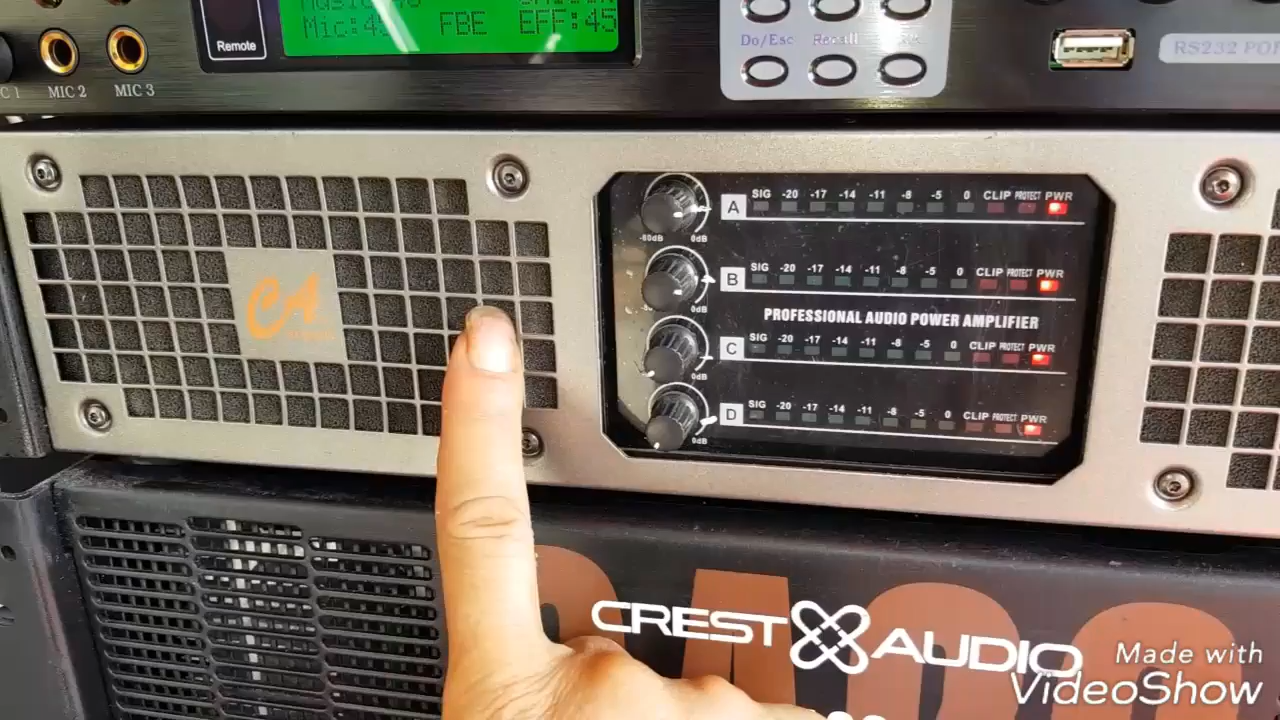 Mic:45 FBE EFF:45
Remote
MIC 2 MIC 3
Do/Esc Recall
RS232
CA
A SIG -20 -17 -14 -11 -8 -5 0 CLIP PROTECT PWR
-80dB 0dB
B SIG -20 -17 -14 -11 -8 -5 0 CLIP PROTECT PWR
0dB
PROFESSIONAL AUDIO POWER AMPLIFIER
C SIG -20 -17 -14 -11 -8 -5 0 CLIP PROTECT PWR
0dB
D SIG -20 -17 -14 -11 -8 -5 0 CLIP PROTECT PWR
0dB
CREST AUDIO
Made with
VideoShow